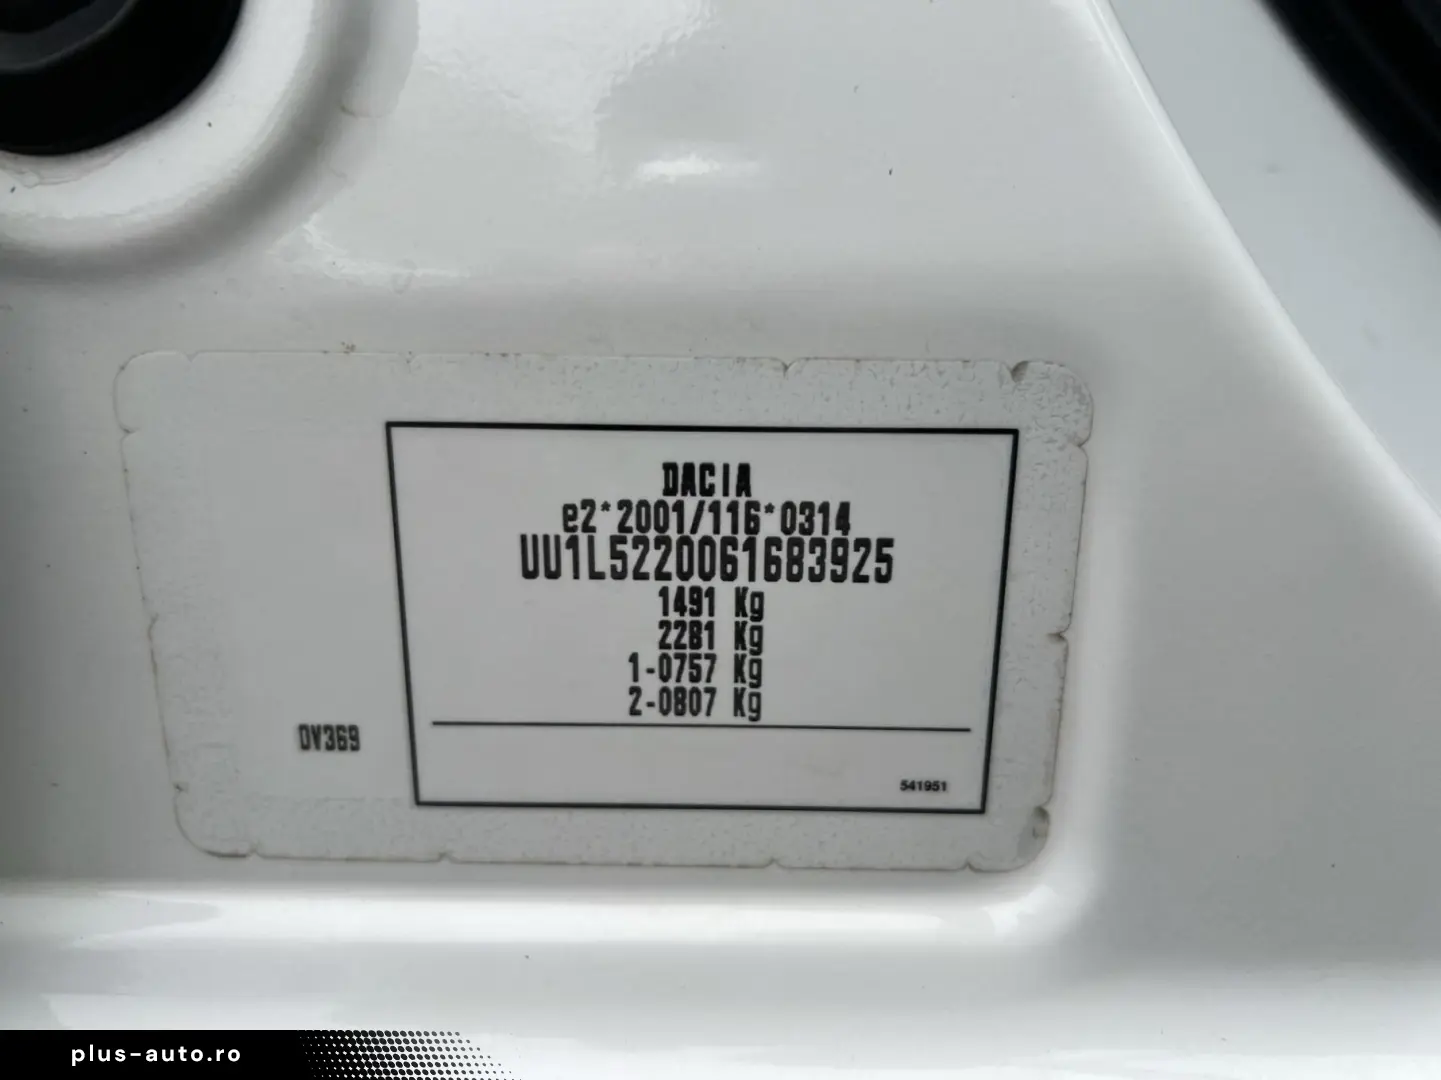 DACIA
e2*2001/116*0314
UU1L5220061683925
1491 Kg
2281 Kg
1-0757 Kg
2-0807 Kg
0V369
541951
plus-auto.ro